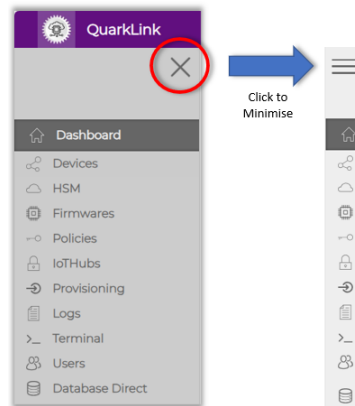 QuarkLink
Click to
Minimise
Dashboard
Devices
HSM
Firmwares
Policies
IoTHubs
Provisioning
Logs
Terminal
Users
Database Direct